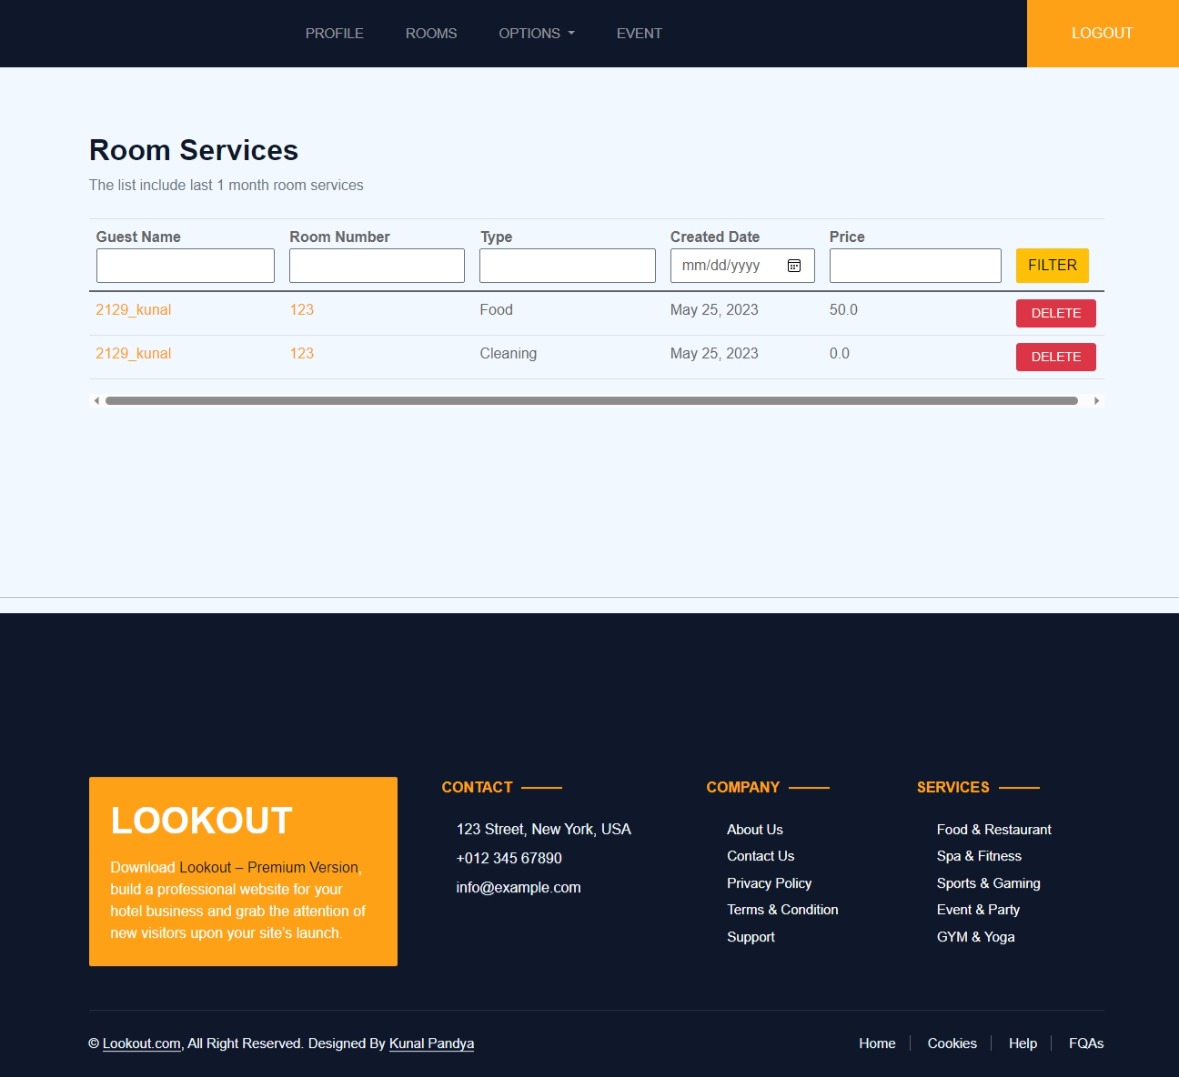 PROFILE ROOMS OPTIONS EVENT LOGOUT
Room Services
The list include last 1 month room services
Guest Name Room Number Type Created Date Price
mm/dd/yyyy FILTER
2129_kunal 123 Food May 25, 2023 50.0 DELETE
2129_kunal 123 Cleaning May 25, 2023 0.0 DELETE
LOOKOUT
Download Lookout – Premium Version,
build a professional website for your
hotel business and grab the attention of
new visitors upon your site's launch.
CONTACT
123 Street, New York, USA
+012 345 67890
info@example.com
COMPANY
About Us
Contact Us
Privacy Policy
Terms & Condition
Support
SERVICES
Food & Restaurant
Spa & Fitness
Sports & Gaming
Event & Party
GYM & Yoga
© Lookout.com, All Right Reserved. Designed By Kunal Pandya
Home Cookies Help FQAs